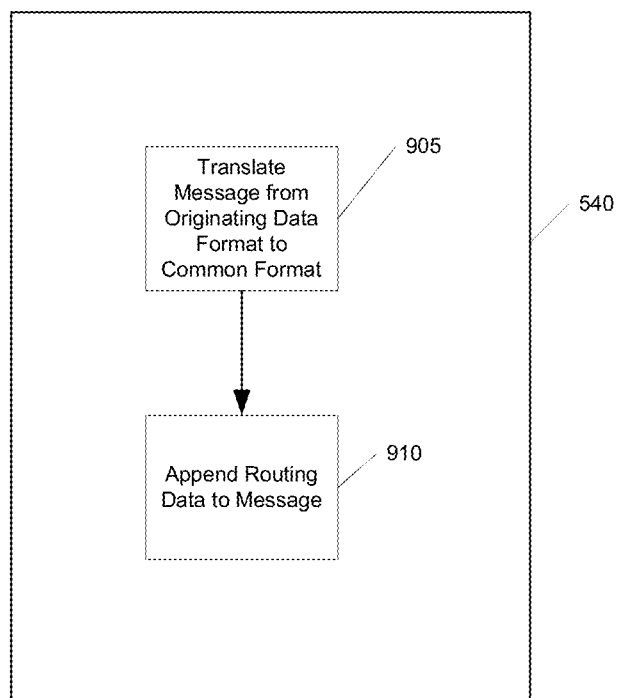 Translate
Message from
Originating Data
Format to
Common Format
905
540
Append Routing
Data to Message
910